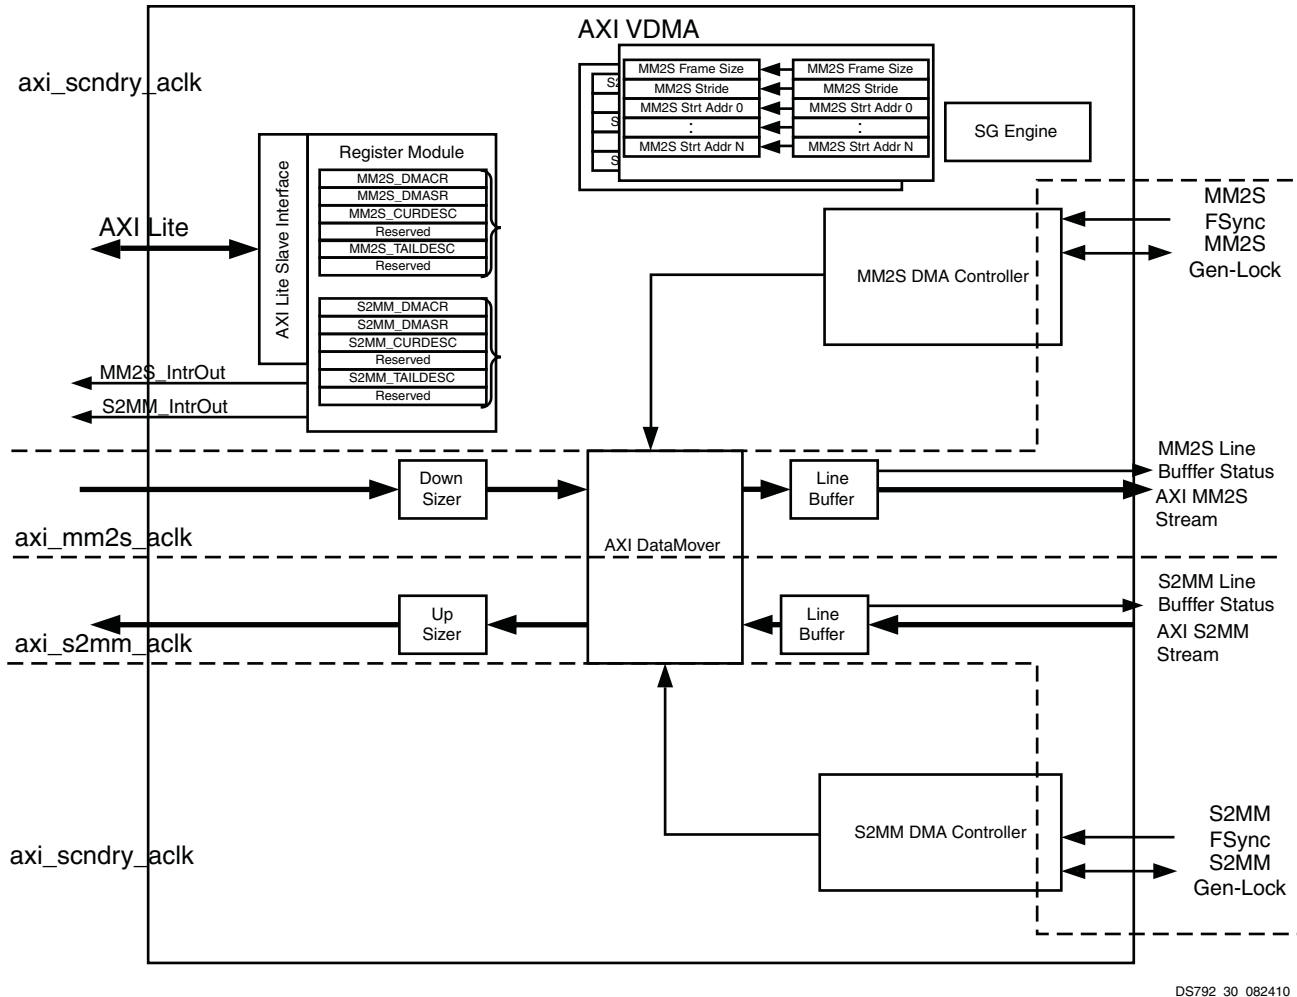 AXI VDMA
axi_scndry_aclk
MM2S Frame Size
MM2S Frame Size
MM2S Stride
MM2S Stride
MM2S Strt Addr 0
MM2S Strt Addr 0
:
:
MM2S Strt Addr N
MM2S Strt Addr N
SG Engine
AXI Lite Slave Interface
Register Module
MM2S_DMACR
MM2S_DMASR
MM2S_CURDESC
Reserved
MM2S_TAILDESC
Reserved
S2MM_DMACR
S2MM_DMASR
S2MM_CURDESC
Reserved
S2MM_TAILDESC
Reserved
AXI Lite
MM2S_IntrOut
S2MM_IntrOut
MM2S DMA Controller
MM2S
FSync
MM2S
Gen-Lock
Down
Sizer
Line
Buffer
MM2S Line
Bufffer Status
AXI MM2S
Stream
axi_mm2s_aclk
AXI DataMover
Up
Sizer
Line
Buffer
S2MM Line
Bufffer Status
AXI S2MM
Stream
axi_s2mm_aclk
S2MM DMA Controller
S2MM
FSync
S2MM
Gen-Lock
axi_scndry_aclk
DS792_30_082410